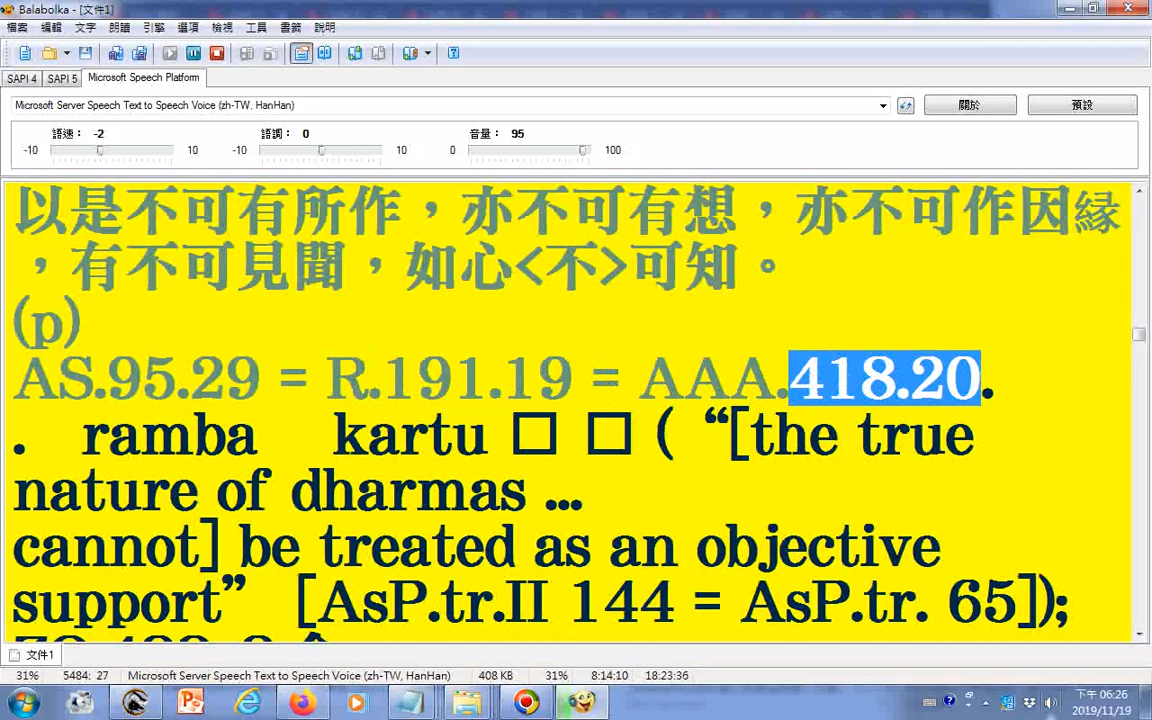 Balabolka - [文件1]
檔案 編輯 文字 朗讀 引擎 選項 檢視 工具 書籤 說明
SAPI 4 SAPI 5 Microsoft Speech Platform
Microsoft Server Speech Text to Speech Voice (zh-TW, HanHan) 關於 預設
語速： -2 語調： 0 音量： 95
-10 10 -10 10 0 100
以是不可有所作，亦不可有想，亦不可作因緣
，有不可見聞，如心<不>可知。
(p)
AS.95.29 = R.191.19 = AAA.418.20.
. ramba kartu □ □ ( “[the true
nature of dharmas ...
cannot] be treated as an objective
support” [AsP.tr.II 144 = AsP.tr. 65]);
文件1
31% 5484: 27 Microsoft Server Speech Text to Speech Voice (zh-TW, HanHan) 408 KB 31% 8:14:10 18:23:36
下午 06:26
2019/11/19